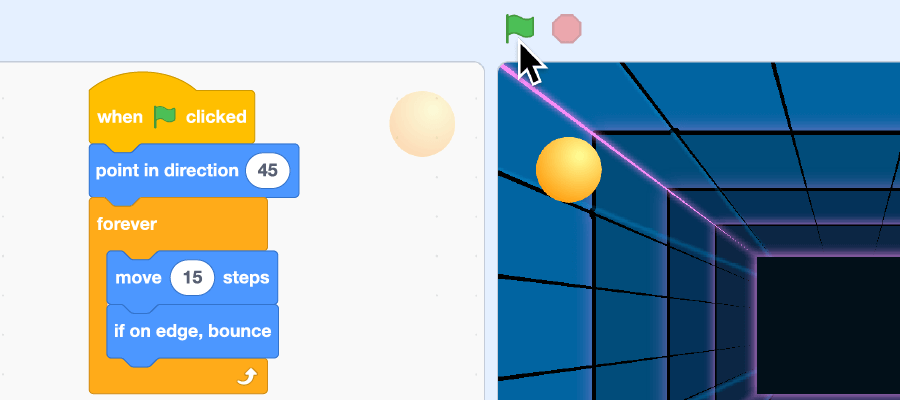 when clicked
point in direction 45
forever
move 15 steps
if on edge, bounce